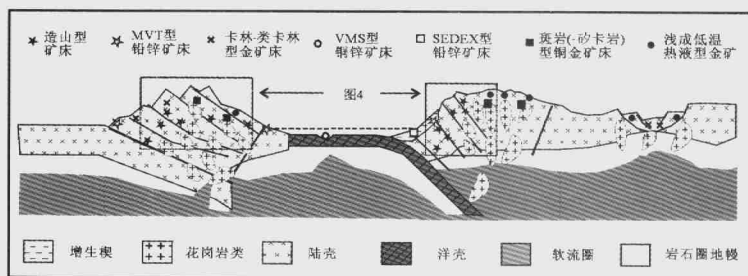 造山型 MVT型 卡林-类卡林 VMS型 SEDEX型 斑岩(-矽卡岩) 浅成低温
矿床 铅锌矿床 型金矿床 铜锌矿床 铅锌矿床 型铜金矿床 热液型金矿
图4
增生楔 花岗岩类 陆壳 洋壳 软流圈 岩石圈地幔